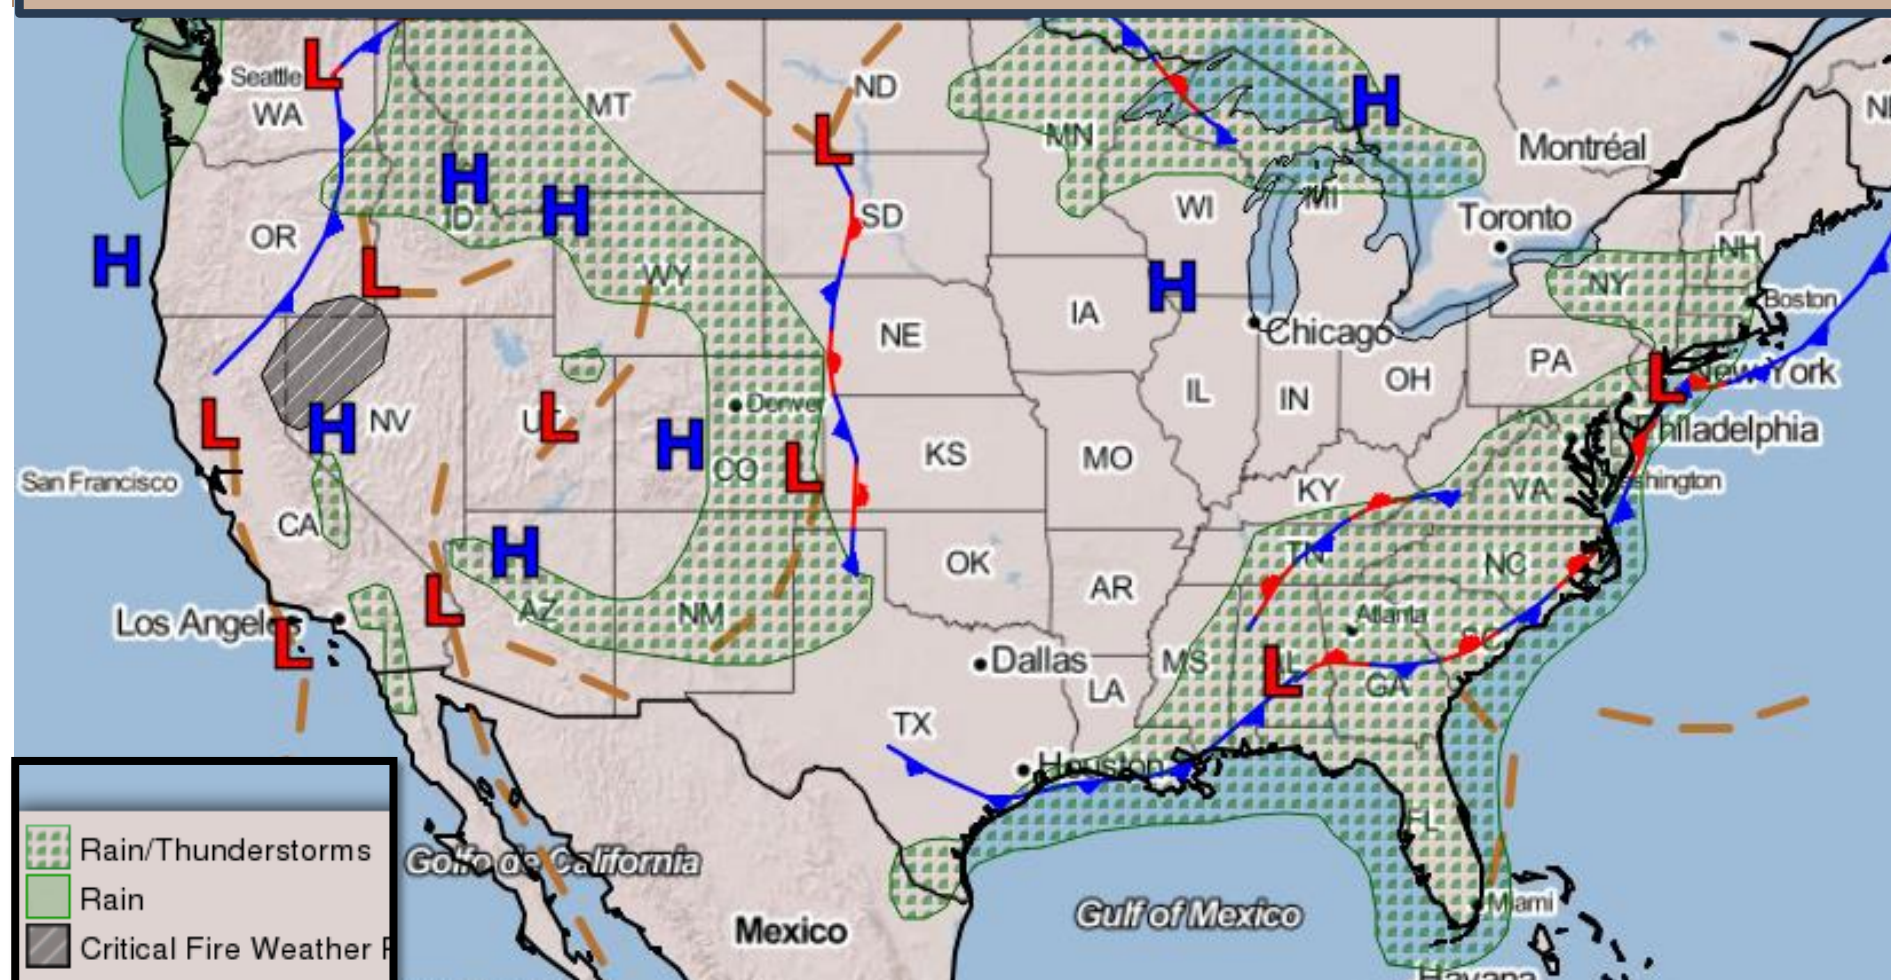 Seattle
L
WA
MT
ND
L
MN
H
Montréal
H
ID
H
SD
WI
MI
Toronto
OR
H
L
WY
H
NY
NH
Boston
NE
IA
Chicago
PA
L
New York
L
H
NV
L
H
Denver
CO
L
KS
MO
IL
IN
OH
Philadelphia
San Francisco
CA
KY
VA
H
OK
AR
TN
NC
Los Angeles
L
L
AZ
NM
Dallas
MS
L
Atlanta
SC
GA
LA
TX
Houston
FL
Miami
Golfo de California
Mexico
Gulf of Mexico
Havana
Rain/Thunderstorms
Rain
Critical Fire Weather